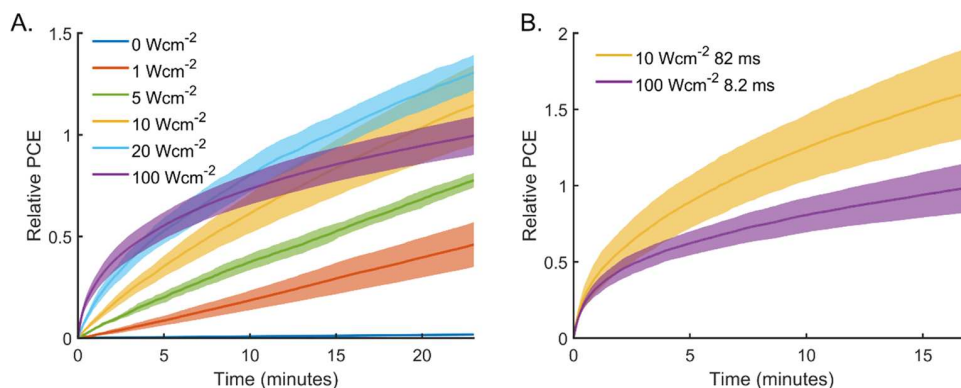 A.
Relative PCE
1.5
1
0.5
0
0 Wcm⁻²
1 Wcm⁻²
5 Wcm⁻²
10 Wcm⁻²
20 Wcm⁻²
100 Wcm⁻²
0 5 10 15 20
Time (minutes)
B.
Relative PCE
2
1.5
1
0.5
0
10 Wcm⁻² 82 ms
100 Wcm⁻² 8.2 ms
0 5 10 15
Time (minutes)